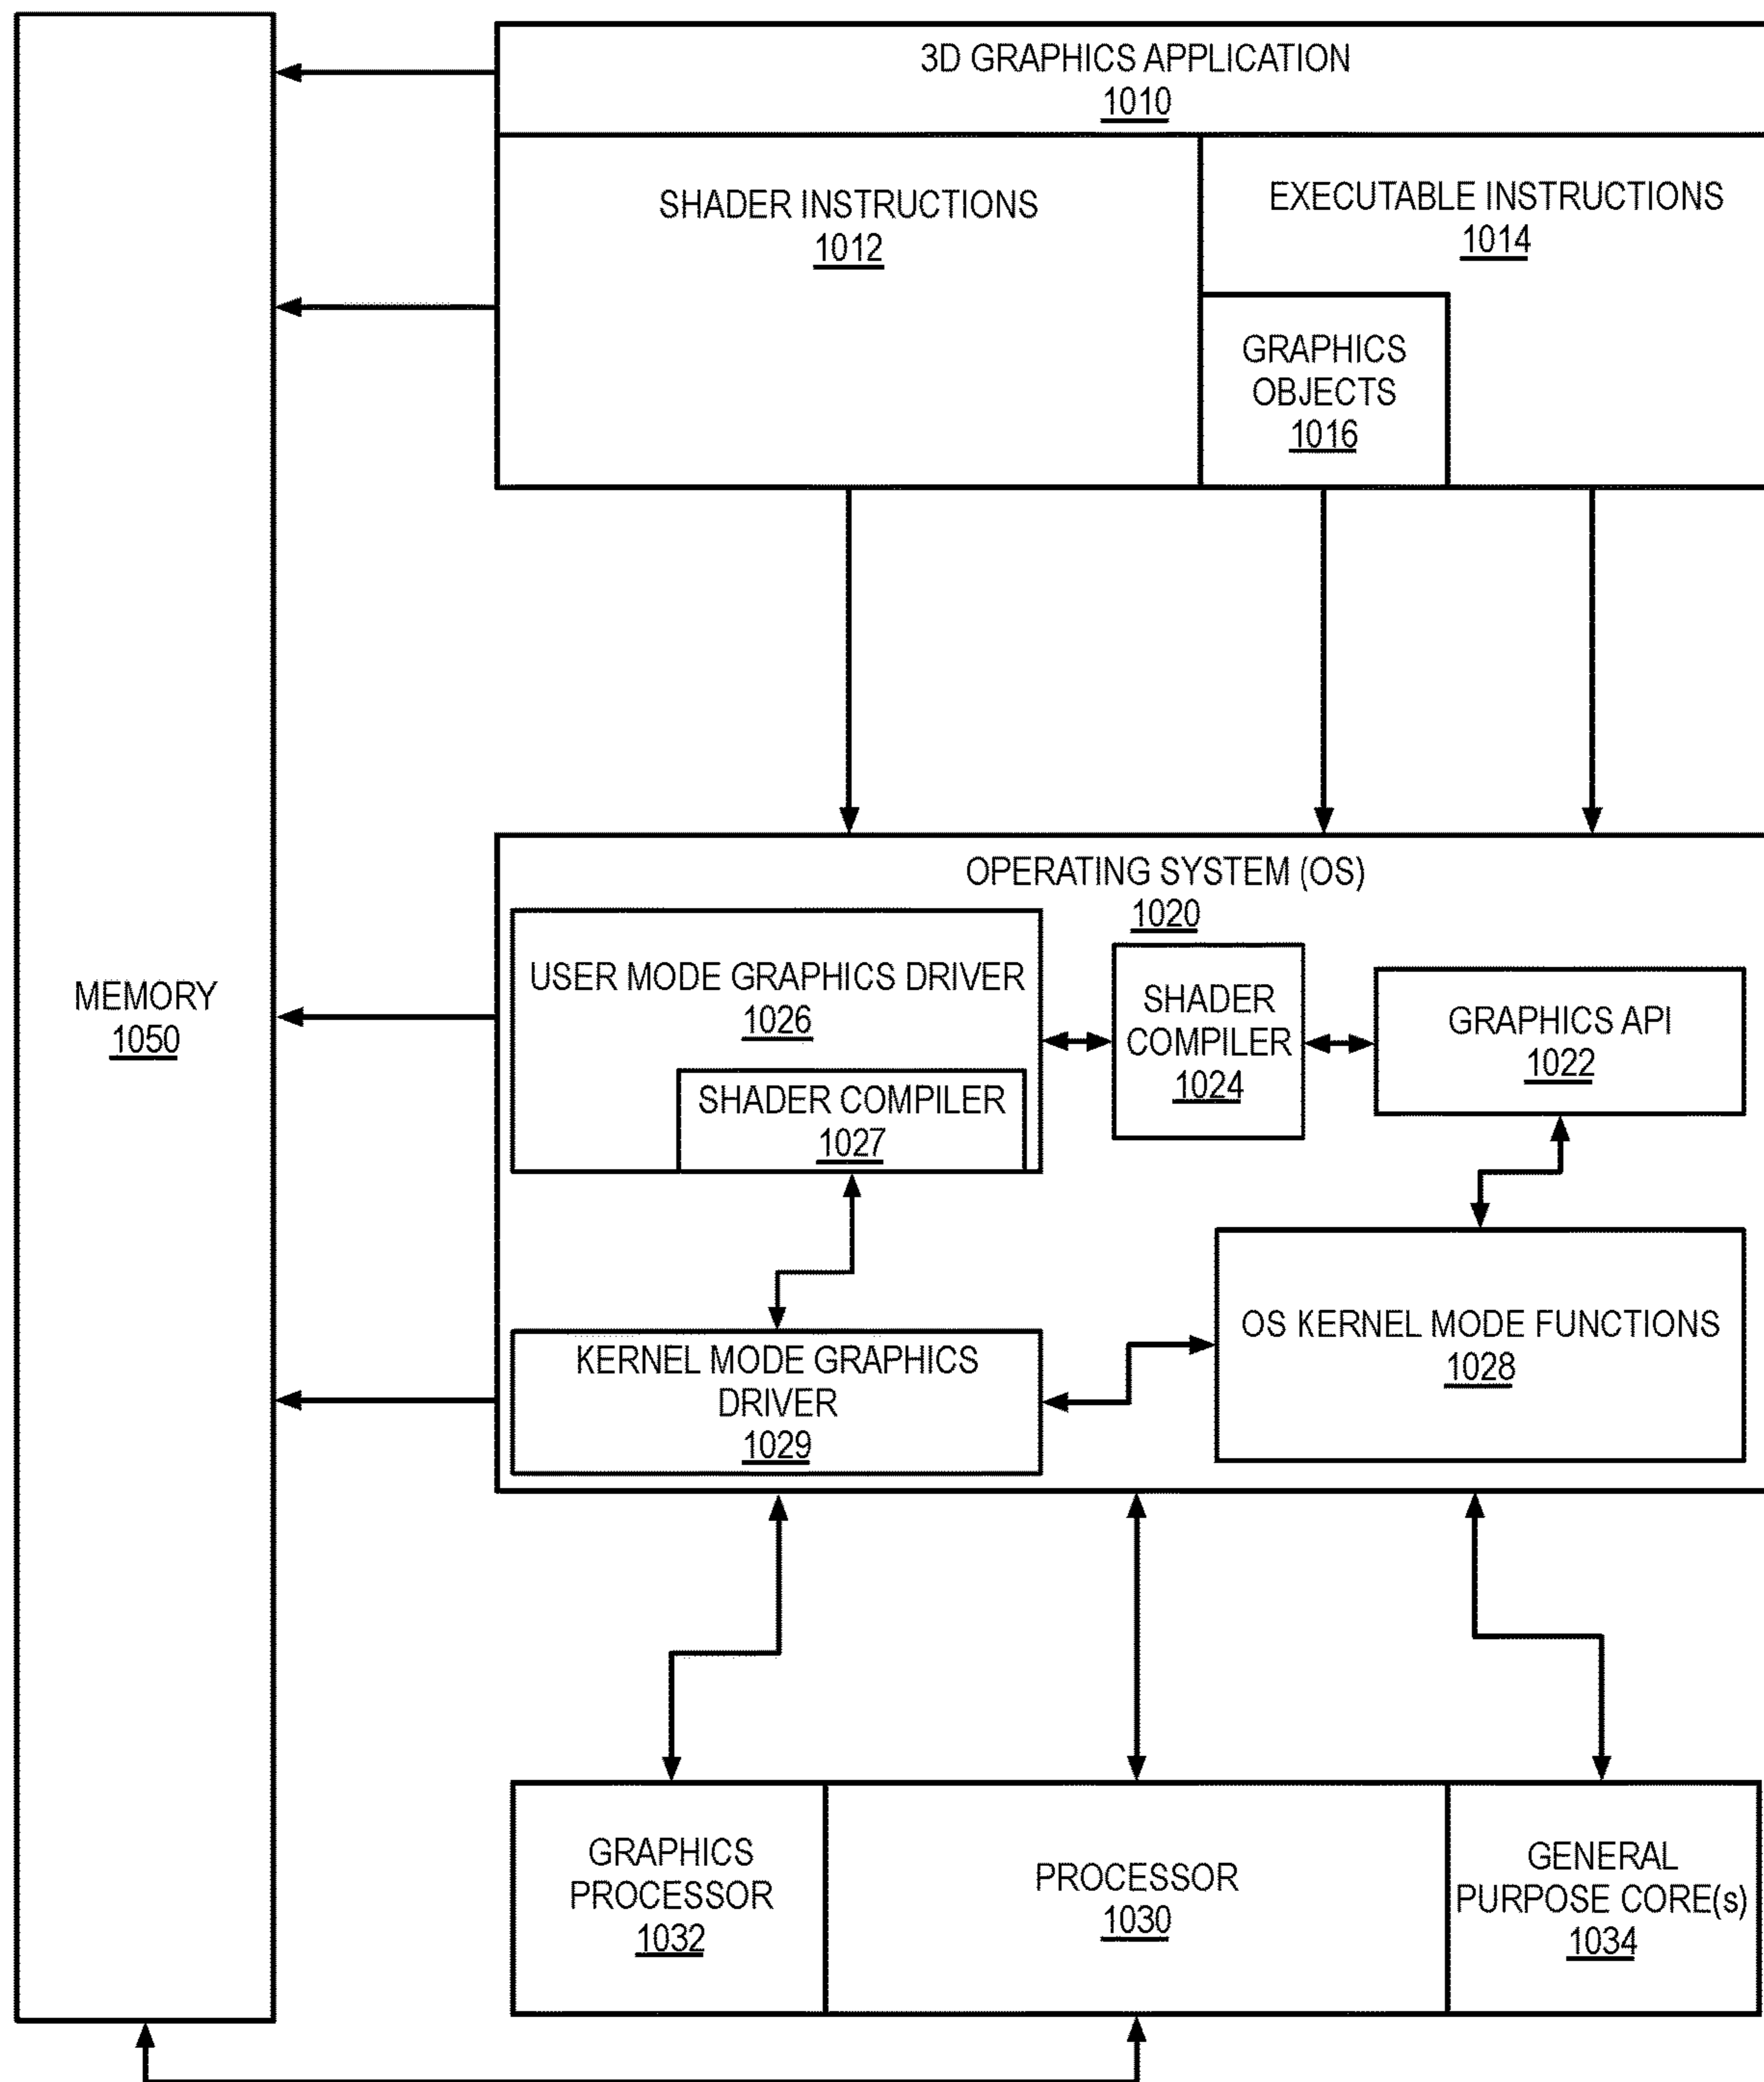 3D GRAPHICS APPLICATION
1010
SHADER INSTRUCTIONS
1012
EXECUTABLE INSTRUCTIONS
1014
GRAPHICS
OBJECTS
1016
MEMORY
1050
OPERATING SYSTEM (OS)
1020
USER MODE GRAPHICS DRIVER
1026
SHADER COMPILER
1027
SHADER
COMPILER
1024
GRAPHICS API
1022
KERNEL MODE GRAPHICS
DRIVER
1029
OS KERNEL MODE FUNCTIONS
1028
GRAPHICS
PROCESSOR
1032
PROCESSOR
1030
GENERAL
PURPOSE CORE(s)
1034